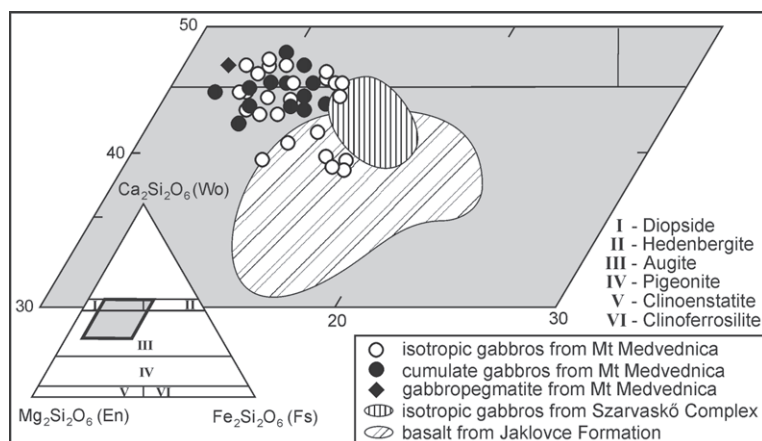 50
40
30
20
30
30
Ca2Si2O6 (Wo)
I
II
III
IV
V
VI
Mg2Si2O6 (En)
Fe2Si2O6 (Fs)
I - Diopside
II - Hedenbergite
III - Augite
IV - Pigeonite
V - Clinoenstatite
VI - Clinoferrosilite
isotropic gabbros from Mt Medvednica
cumulate gabbros from Mt Medvednica
gabbropegmatite from Mt Medvednica
isotropic gabbros from Szarvaskő Complex
basalt from Jaklovce Formation